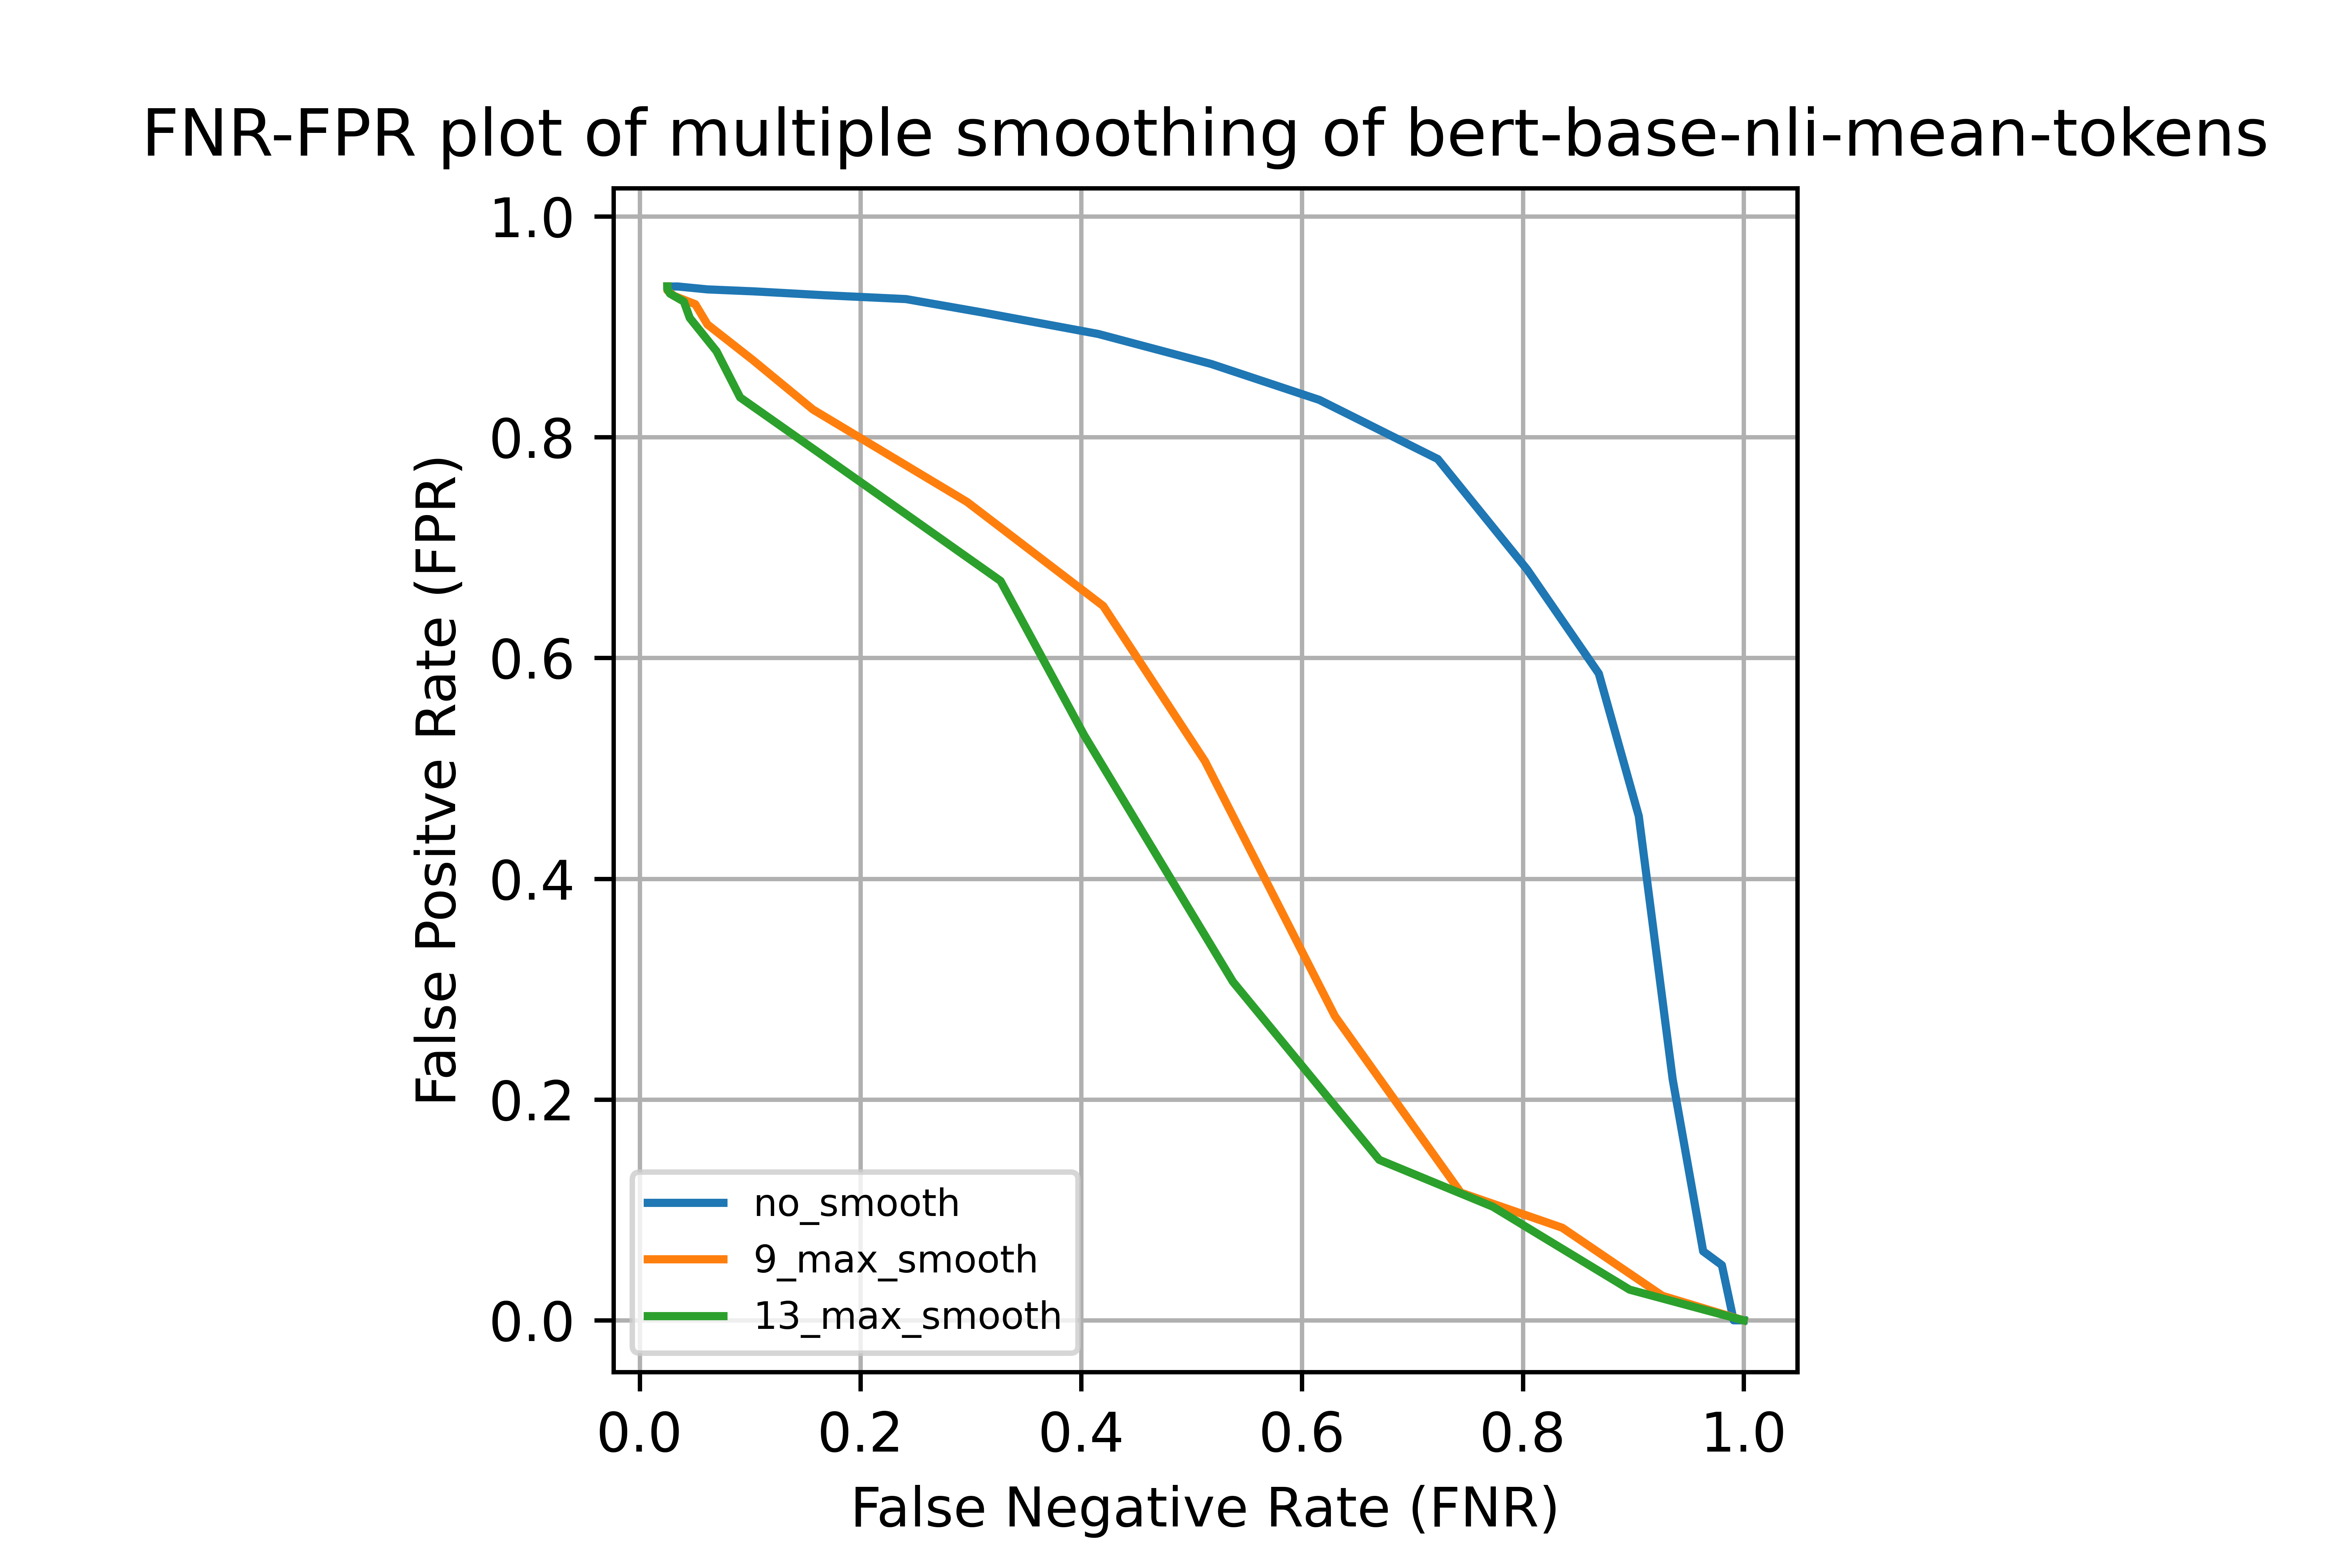 FNR-FPR plot of multiple smoothing of bert-base-nli-mean-tokens
False Positve Rate (FPR)
1.0
0.8
0.6
0.4
0.2
0.0
no_smooth
9_max_smooth
13_max_smooth
0.0 0.2 0.4 0.6 0.8 1.0
False Negative Rate (FNR)